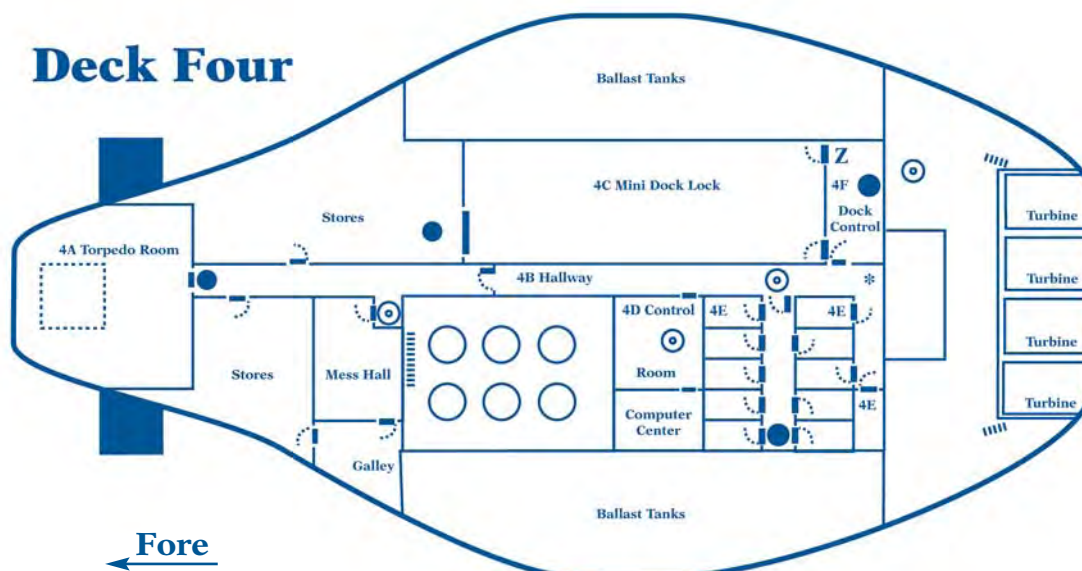 Deck Four
Ballast Tanks
Z
4C Mini Dock Lock
4F
Dock
Control
Stores
4A Torpedo Room
4B Hallway
*
Turbine
Turbine
Turbine
Turbine
4D Control
Room
4E
4E
4E
Stores
Mess Hall
Computer
Center
Galley
Ballast Tanks
Fore